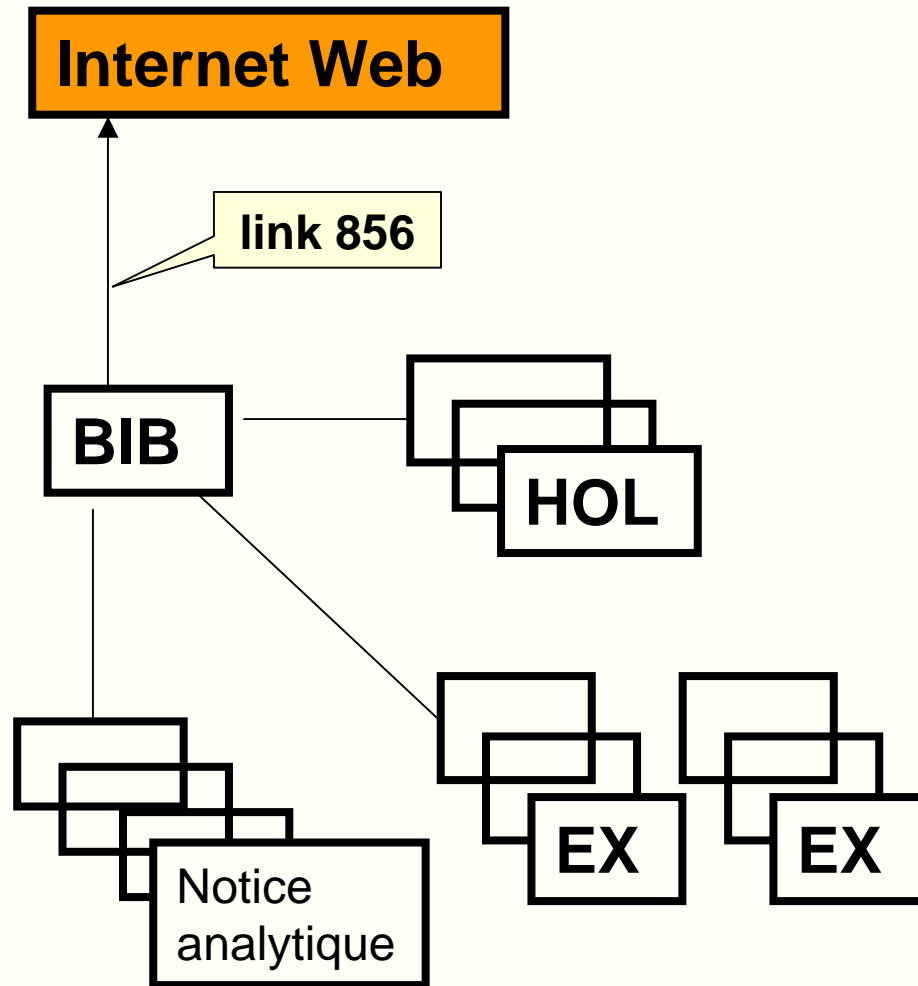 Internet Web
link 856
BIB
HOL
EX
EX
Notice
analytique